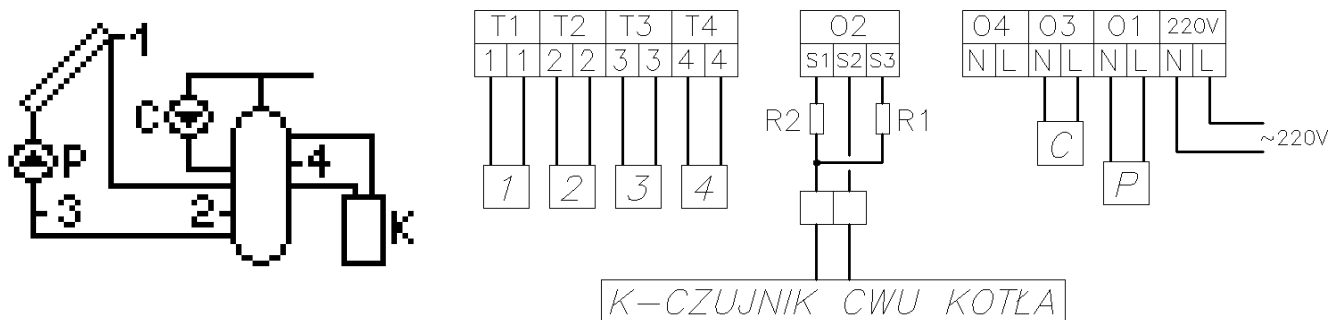 1
C
P
4
3
2
K
T1 T2 T3 T4
1 1 2 2 3 3 4 4
1 2 3 4
O2
S1 S2 S3
R2 R1
O4 O3 O1 220V
N L N L N L N L
C
P
~220V
K-CZUJNIK CWU KOTŁA